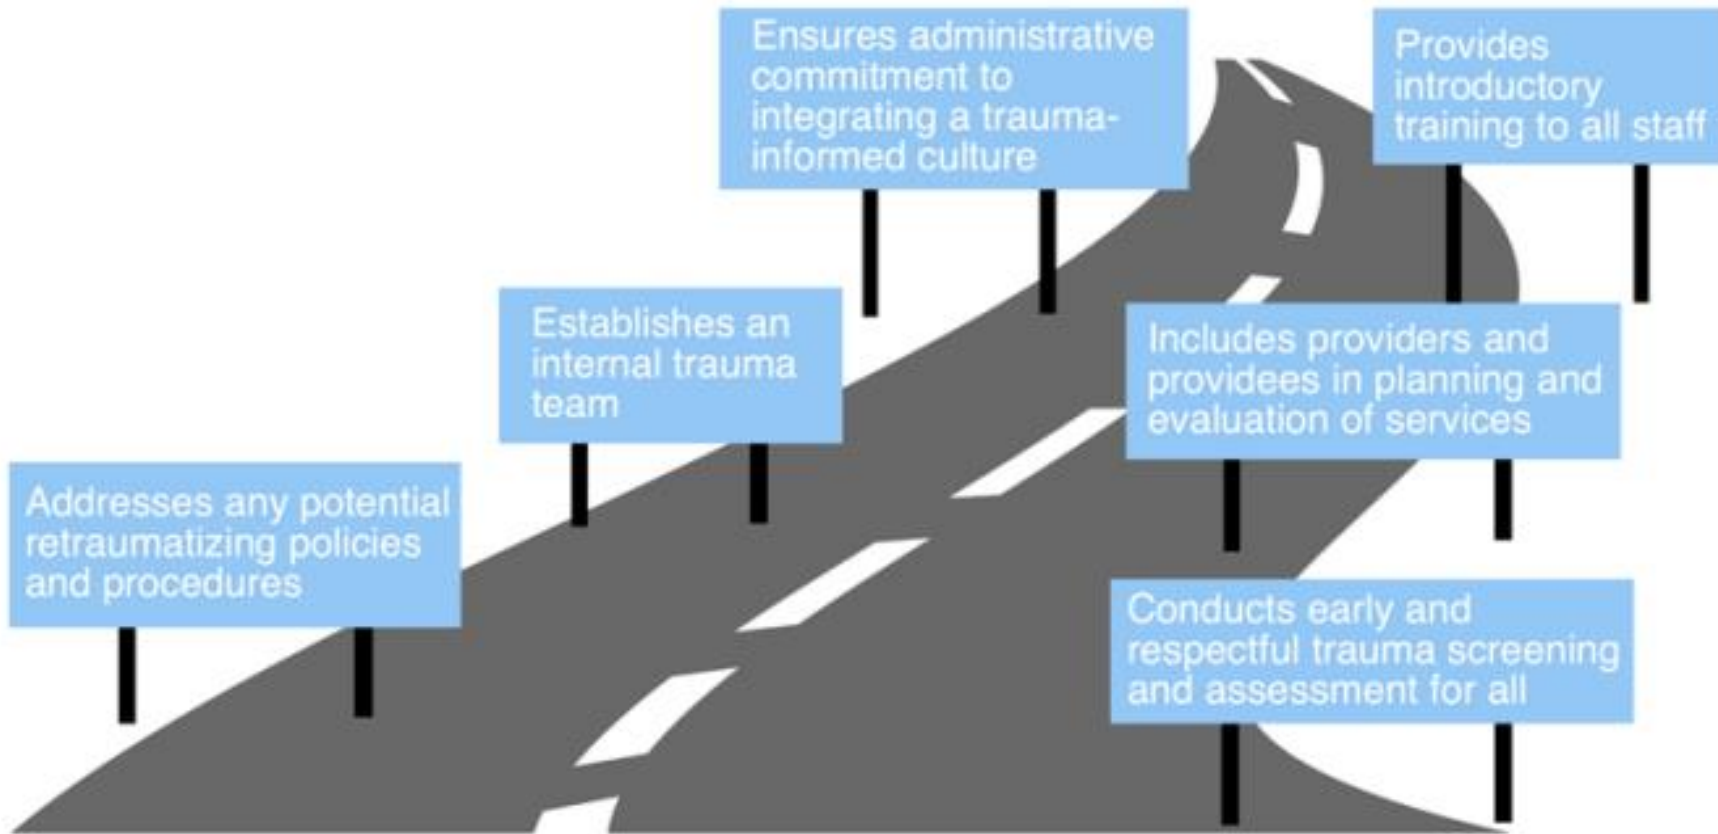 Ensures administrative
commitment to
integrating a trauma-
informed culture
Provides
introductory
training to all staff
Establishes an
internal trauma
team
Includes providers and
providees in planning and
evaluation of services
Addresses any potential
retraumatizing policies
and procedures
Conducts early and
respectful trauma screening
and assessment for all